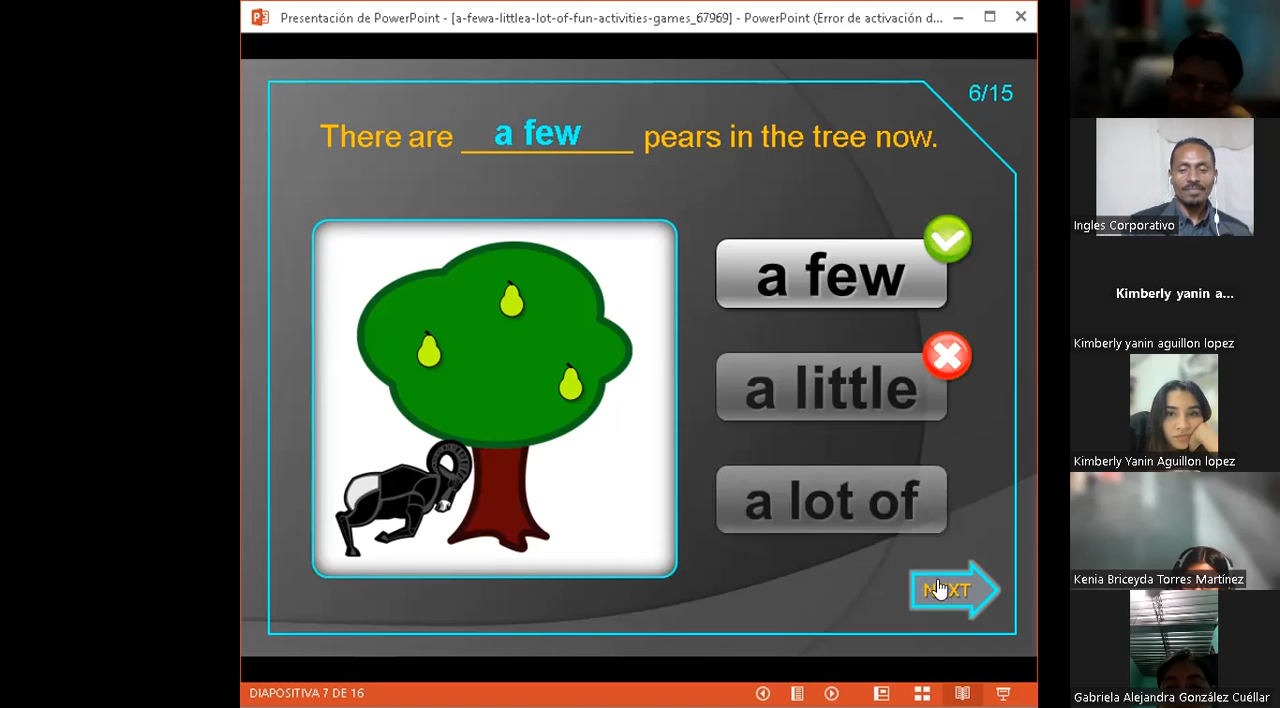 Presentación de PowerPoint - [a-fewa-littlea-lot-of-fun-activities-games_67969] - PowerPoint (Error de activación d...
6/15
There are a few pears in the tree now.
a few
a little
a lot of
NEXT
DIAPOSITIVA 7 DE 16
Ingles Corporativo
Kimberly yanin a...
Kimberly yanin aguillon lopez
Kimberly Yanin Aguillon lopez
Kenia Briceyda Torres Martínez
Gabriela Alejandra González Cuéllar